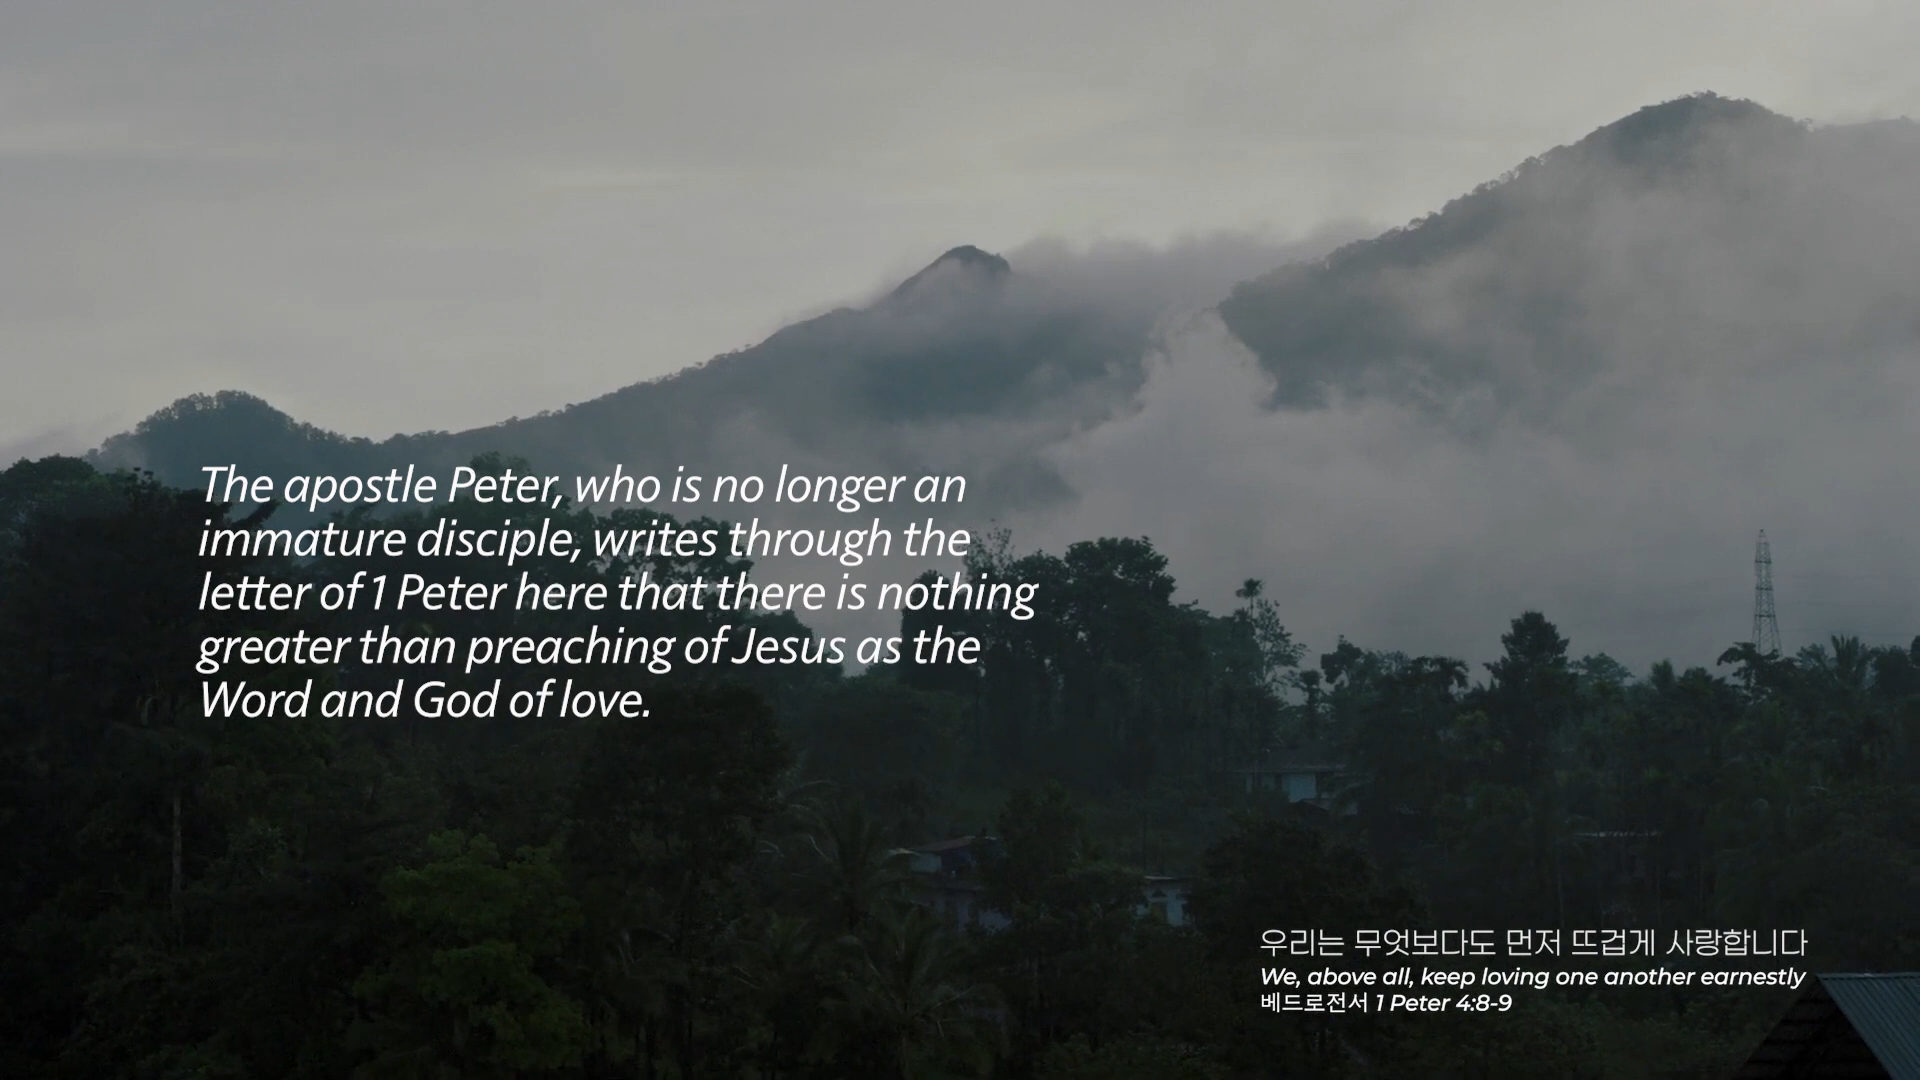 The apostle Peter, who is no longer an
immature disciple, writes through the
letter of 1 Peter here that there is nothing
greater than preaching of Jesus as the
Word and God of love.
우리는 무엇보다도 먼저 뜨겁게 사랑합니다
We, above all, keep loving one another earnestly
베드로전서 1 Peter 4:8-9